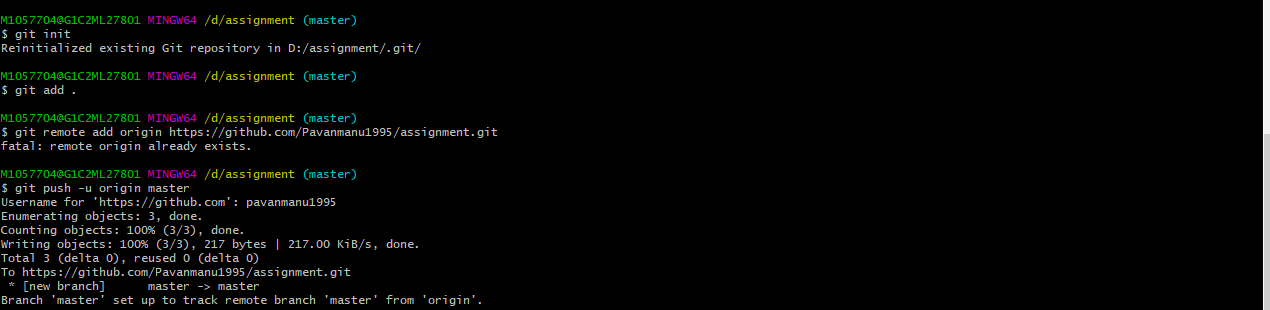 M1057704@G1C2ML27801 MINGW64 /d/assignment (master)
$ git init
Reinitialized existing Git repository in D:/assignment/.git/
M1057704@G1C2ML27801 MINGW64 /d/assignment (master)
$ git add .
M1057704@G1C2ML27801 MINGW64 /d/assignment (master)
$ git remote add origin https://github.com/Pavanmanu1995/assignment.git
fatal: remote origin already exists.
M1057704@G1C2ML27801 MINGW64 /d/assignment (master)
$ git push -u origin master
Username for 'https://github.com': pavanmanu1995
Enumerating objects: 3, done.
Counting objects: 100% (3/3), done.
Writing objects: 100% (3/3), 217 bytes | 217.00 KiB/s, done.
Total 3 (delta 0), reused 0 (delta 0)
To https://github.com/Pavanmanu1995/assignment.git
 * [new branch]      master -> master
Branch 'master' set up to track remote branch 'master' from 'origin'.